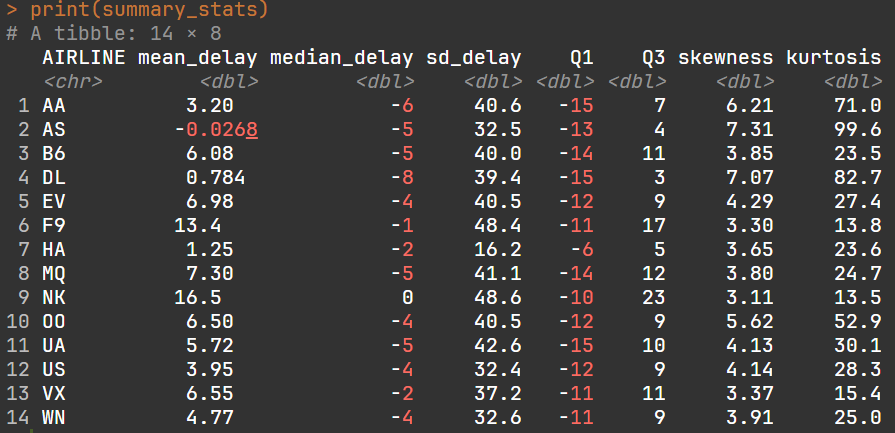 > print(summary_stats)
# A tibble: 14 × 8
AIRLINE mean_delay median_delay sd_delay Q1 Q3 skewness kurtosis
<chr> <dbl> <dbl> <dbl> <dbl> <dbl> <dbl> <dbl>
1 AA 3.20 -6 40.6 -15 7 6.21 71.0
2 AS -0.0268 -5 32.5 -13 4 7.31 99.6
3 B6 6.08 -5 40.0 -14 11 3.85 23.5
4 DL 0.784 -8 39.4 -15 3 7.07 82.7
5 EV 6.98 -4 40.5 -12 9 4.29 27.4
6 F9 13.4 -1 48.4 -11 17 3.30 13.8
7 HA 1.25 -2 16.2 -6 5 3.65 23.6
8 MQ 7.30 -5 41.1 -14 12 3.80 24.7
9 NK 16.5 0 48.6 -10 23 3.11 13.5
10 OO 6.50 -4 40.5 -12 9 5.62 52.9
11 UA 5.72 -5 42.6 -15 10 4.13 30.1
12 US 3.95 -4 32.4 -12 9 4.14 28.3
13 VX 6.55 -2 37.2 -11 11 3.37 15.4
14 WN 4.77 -4 32.6 -11 9 3.91 25.0